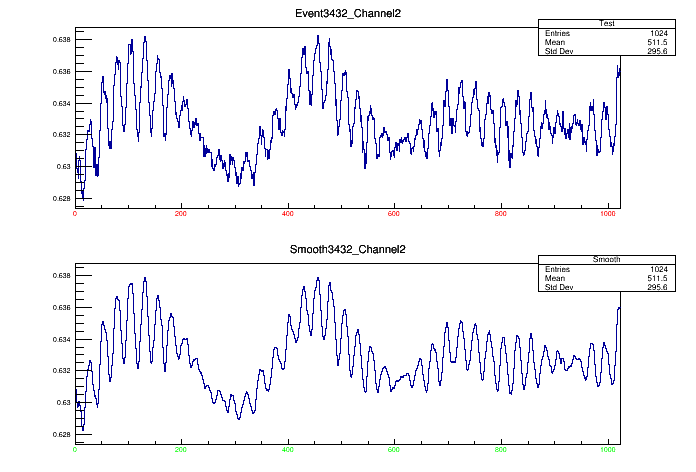 Event3432_Channel2
Test
Entries 1024
Mean 511.5
Std Dev 295.6
0.638
0.636
0.634
0.632
0.63
0.628
0 200 400 600 800 1000
Smooth3432_Channel2
Smooth
Entries 1024
Mean 511.5
Std Dev 295.6
0.638
0.636
0.634
0.632
0.63
0.628
0 200 400 600 800 1000